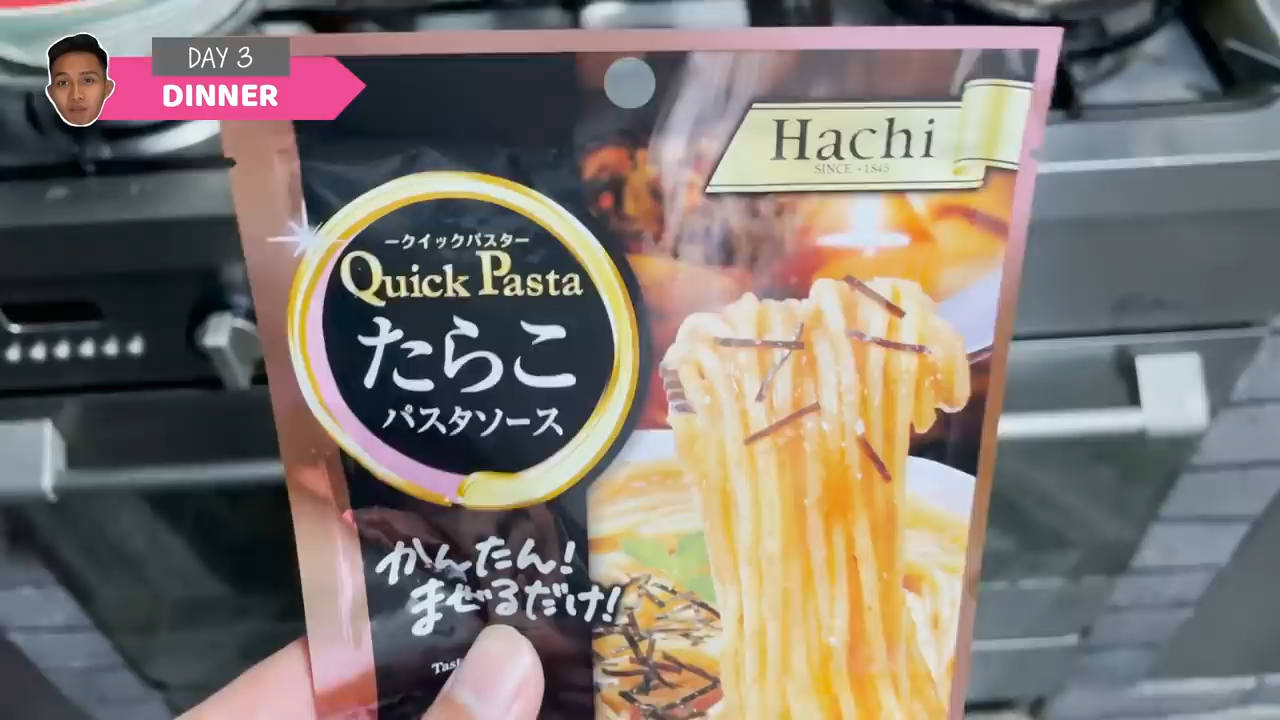 DAY 3
DINNER
Hachi
SINCE • 1845
クイックパスター
Quick Pasta
たらこ
パスタソース
かんたん!
まぜるだけ!